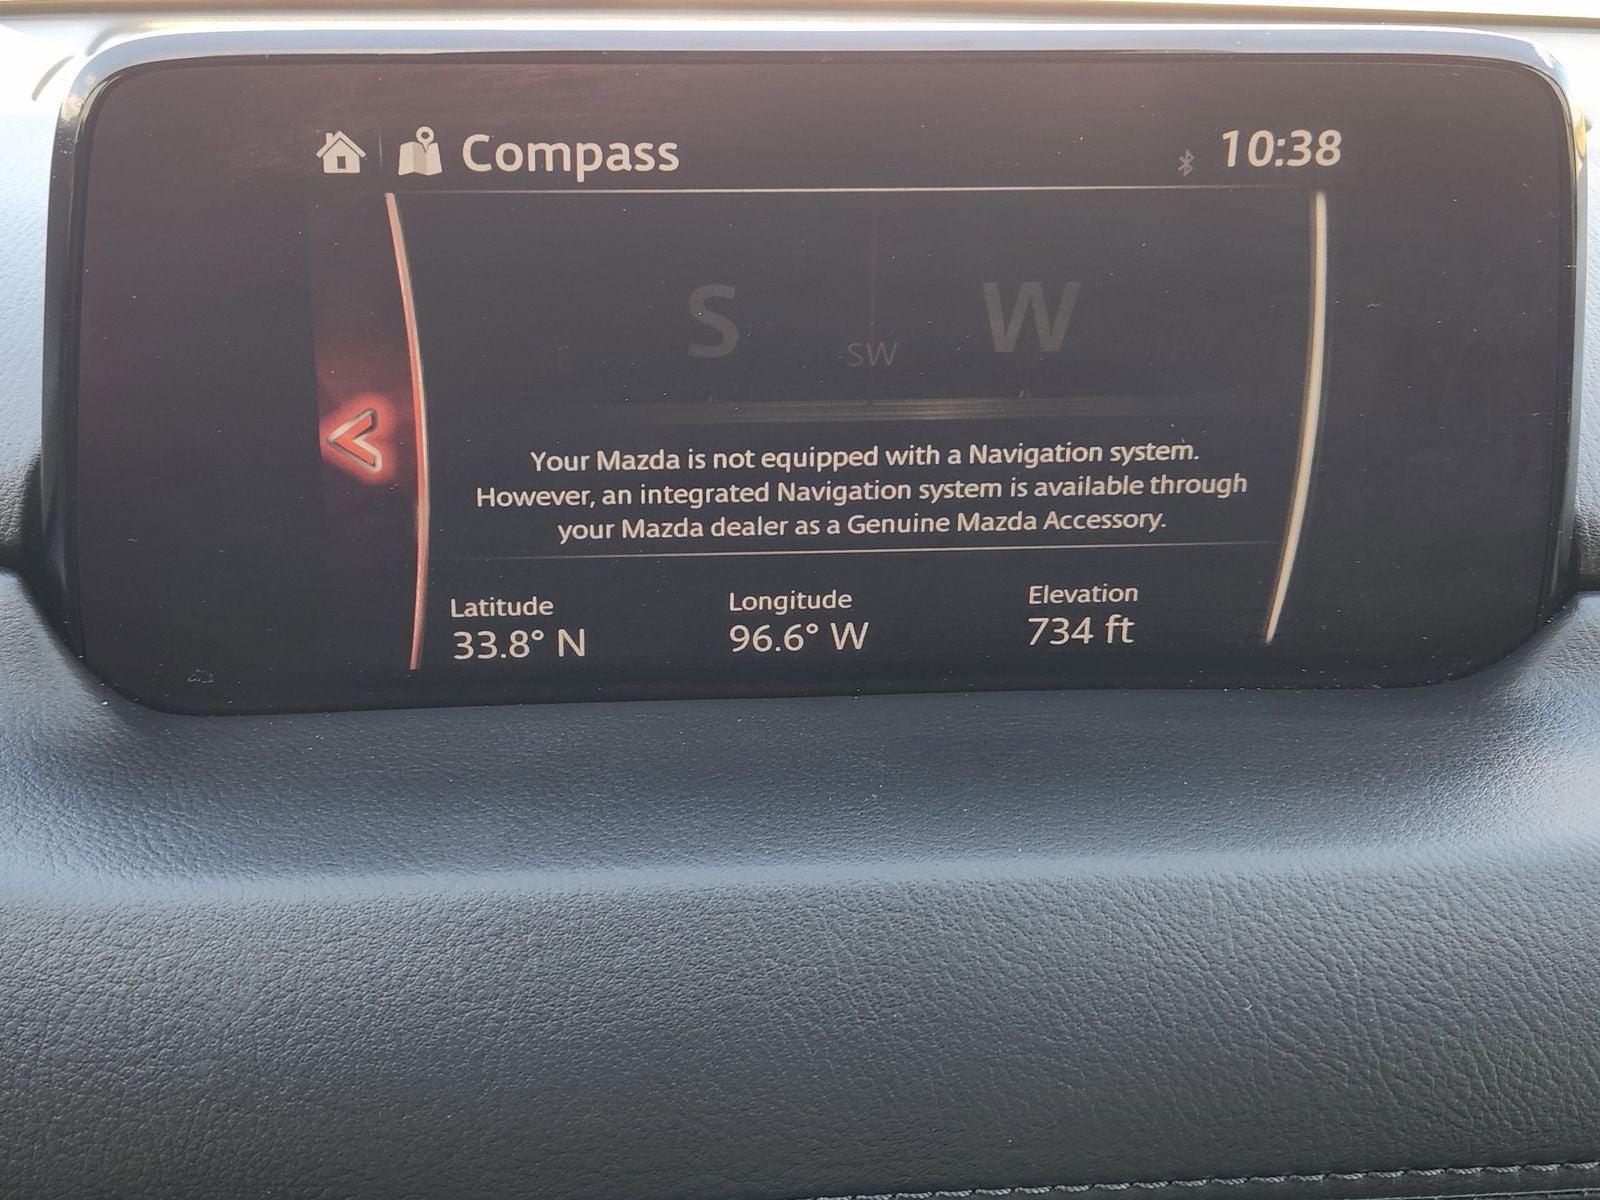 Compass
10:38
S SW W NW
Your Mazda is not equipped with a Navigation system.
However, an integrated Navigation system is available through
your Mazda dealer as a Genuine Mazda Accessory.
Latitude Longitude Elevation
33.8° N 96.6° W 734 ft